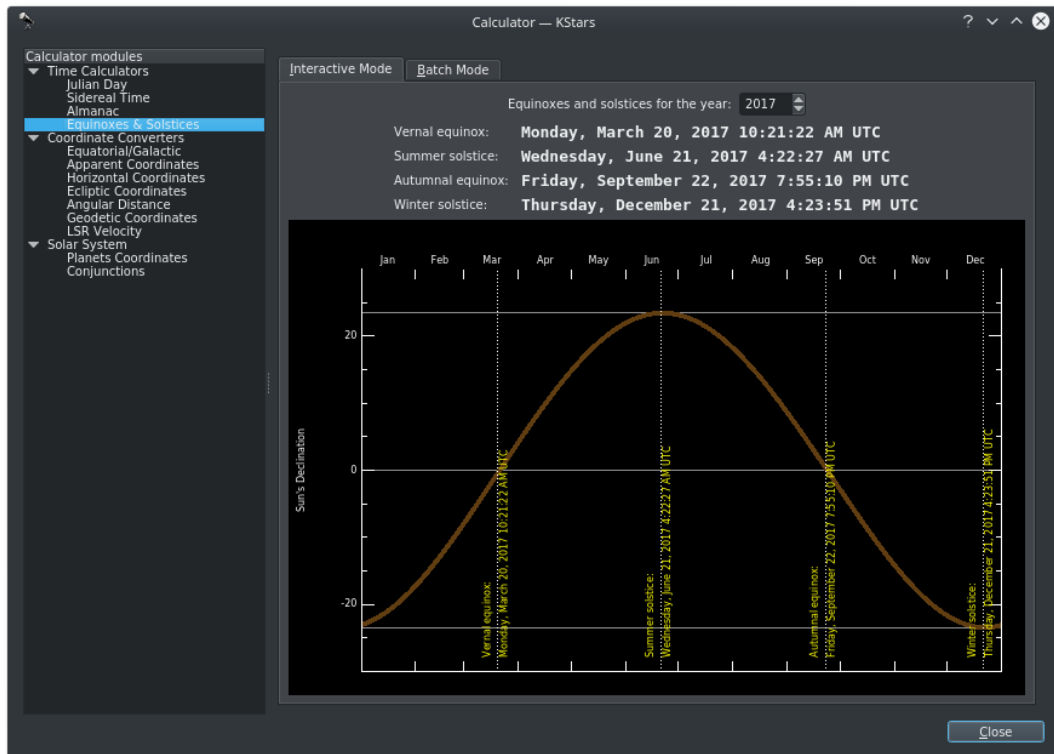 Calculator — KStars
Calculator modules
Time Calculators
Julian Day
Sidereal Time
Almanac
Equinoxes & Solstices
Coordinate Converters
Equatorial/Galactic
Apparent Coordinates
Horizontal Coordinates
Ecliptic Coordinates
Angular Distance
Geodetic Coordinates
LSR Velocity
Solar System
Planets Coordinates
Conjunctions
Interactive Mode Batch Mode
Equinoxes and solstices for the year: 2017
Vernal equinox: Monday, March 20, 2017 10:21:22 AM UTC
Summer solstice: Wednesday, June 21, 2017 4:22:27 AM UTC
Autumnal equinox: Friday, September 22, 2017 7:55:10 PM UTC
Winter solstice: Thursday, December 21, 2017 4:23:51 PM UTC
Jan Feb Mar Apr May Jun Jul Aug Sep Oct Nov Dec
20
0
-20
Sun's Declination
Vernal equinox:
Monday, March 20, 2017 10:21:22 AM UTC
Summer solstice:
Wednesday, June 21, 2017 4:22:27 AM UTC
Autumnal equinox:
Friday, September 22, 2017 7:55:10 PM UTC
Winter solstice:
Thursday, December 21, 2017 4:23:51 PM UTC
Close